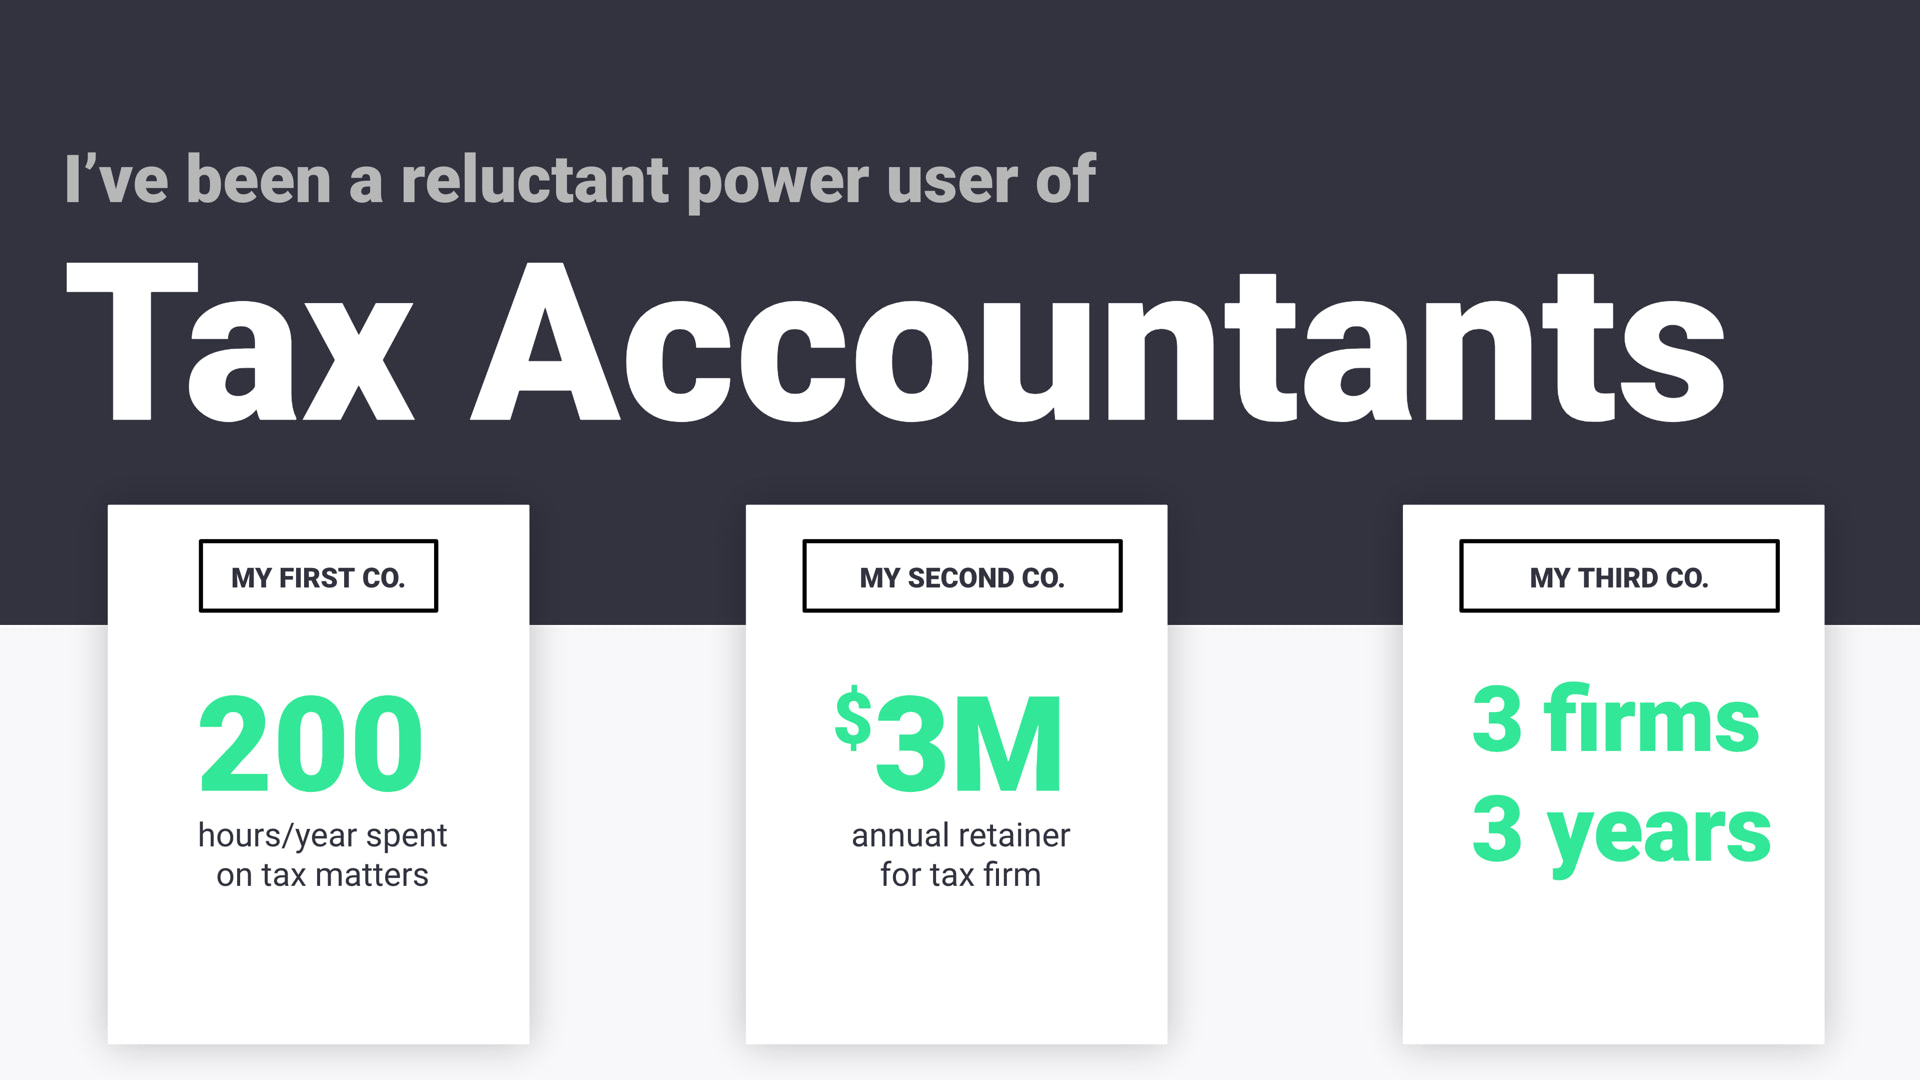 I’ve been a reluctant power user of
Tax Accountants
MY FIRST CO.
200
hours/year spent
on tax matters
MY SECOND CO.
$3M
annual retainer
for tax firm
MY THIRD CO.
3 firms
3 years